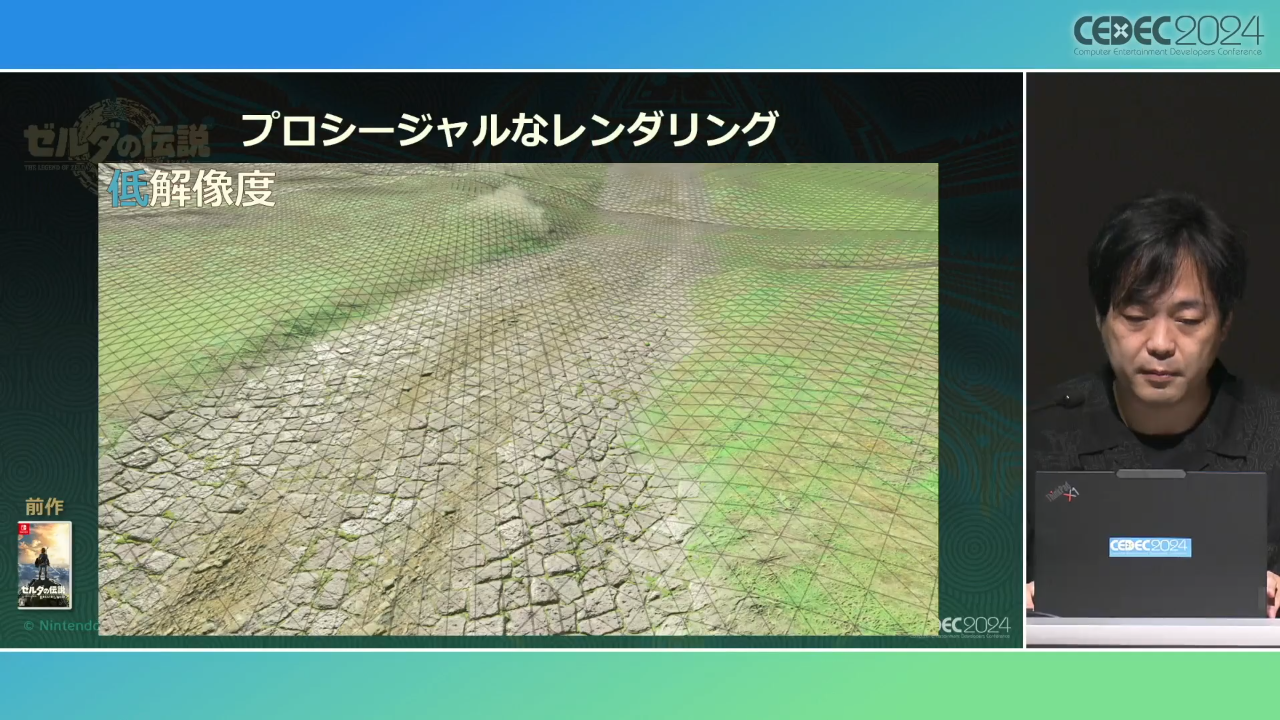 CEDEC2024
Computer Entertainment Developers Conference
ゼルダの伝説
プロシージャルなレンダリング
低解像度
前作
ゼルダの伝説
© Nintendo
EC2024
CEDEC2024